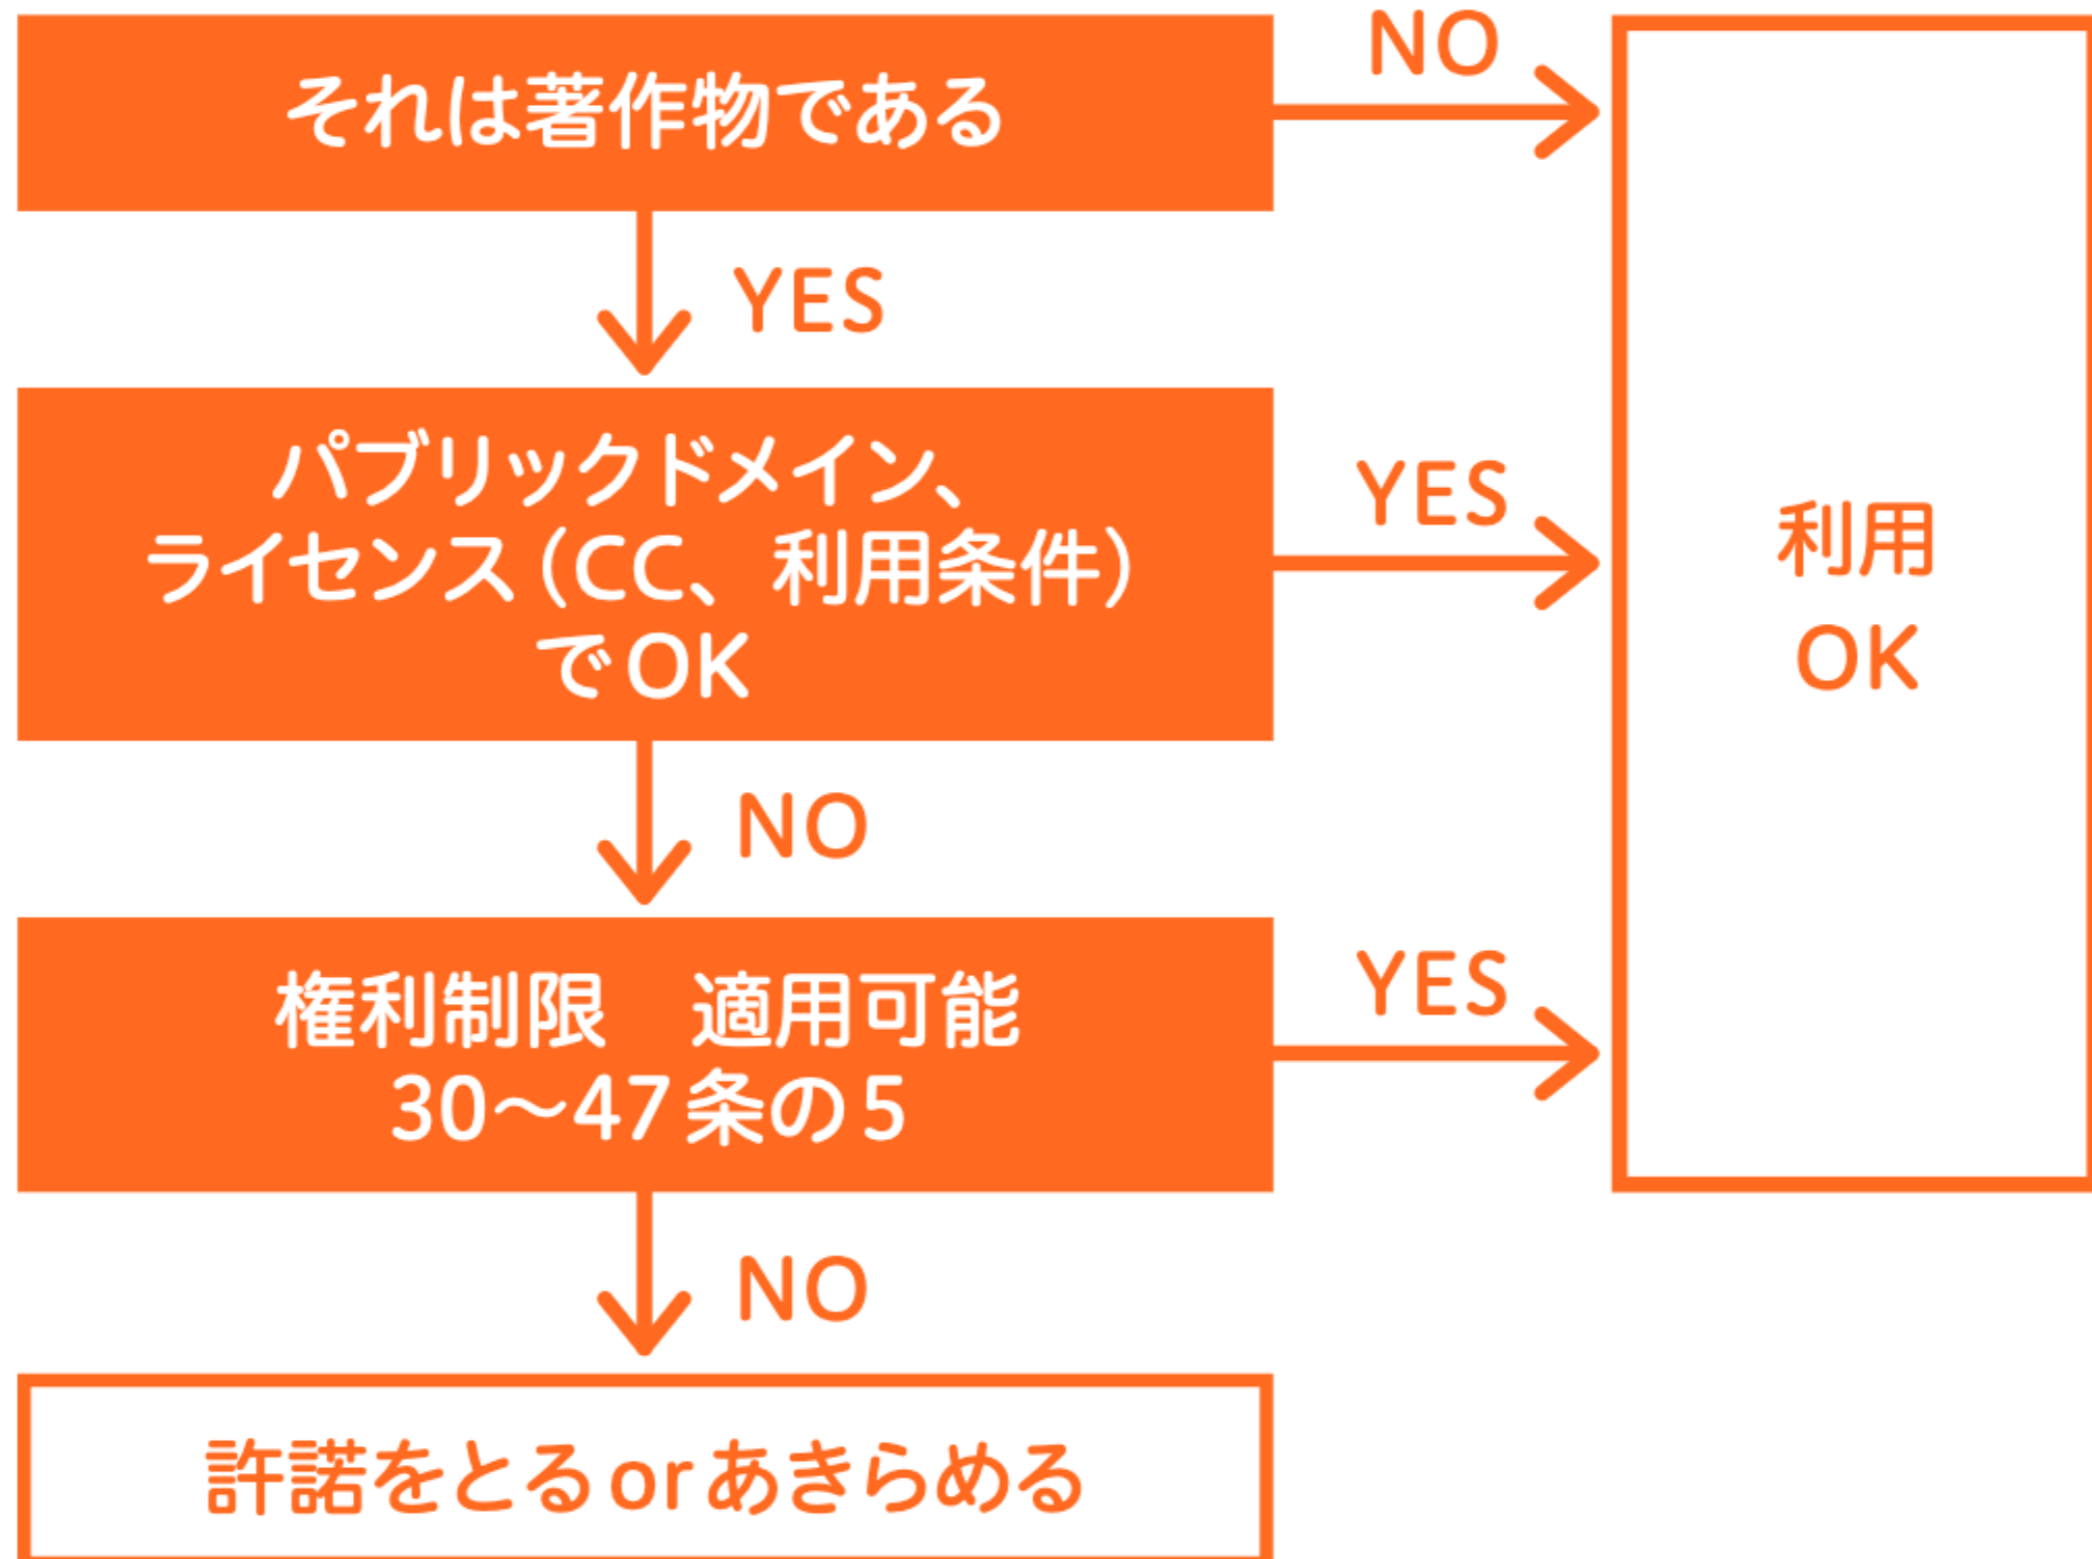 それは著作物である
NO
YES
パブリックドメイン、
ライセンス（CC、利用条件）
でOK
YES
利用
OK
NO
権利制限　適用可能
30〜47条の5
YES
NO
許諾をとるorあきらめる